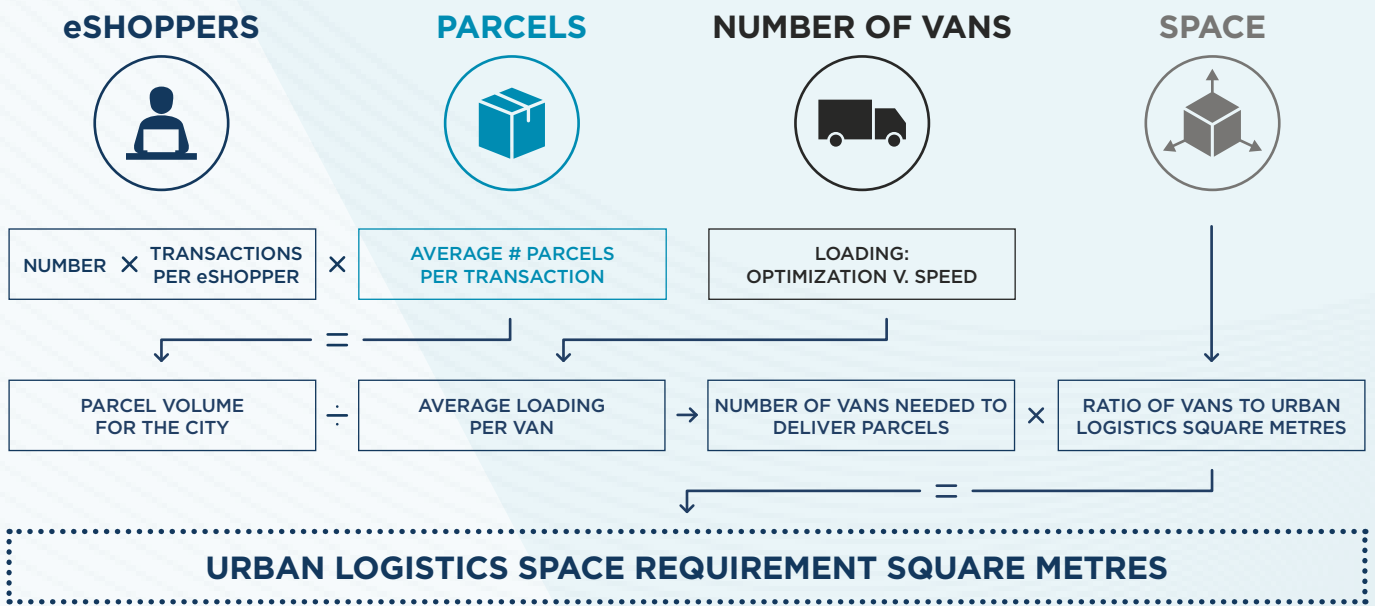 eSHOPPERS
PARCELS
NUMBER OF VANS
SPACE
NUMBER × TRANSACTIONS
PER eSHOPPER
×
AVERAGE # PARCELS
PER TRANSACTION
LOADING:
OPTIMIZATION V. SPEED
=
PARCEL VOLUME
FOR THE CITY
÷
AVERAGE LOADING
PER VAN
→
NUMBER OF VANS NEEDED TO
DELIVER PARCELS
×
RATIO OF VANS TO URBAN
LOGISTICS SQUARE METRES
=
URBAN LOGISTICS SPACE REQUIREMENT SQUARE METRES